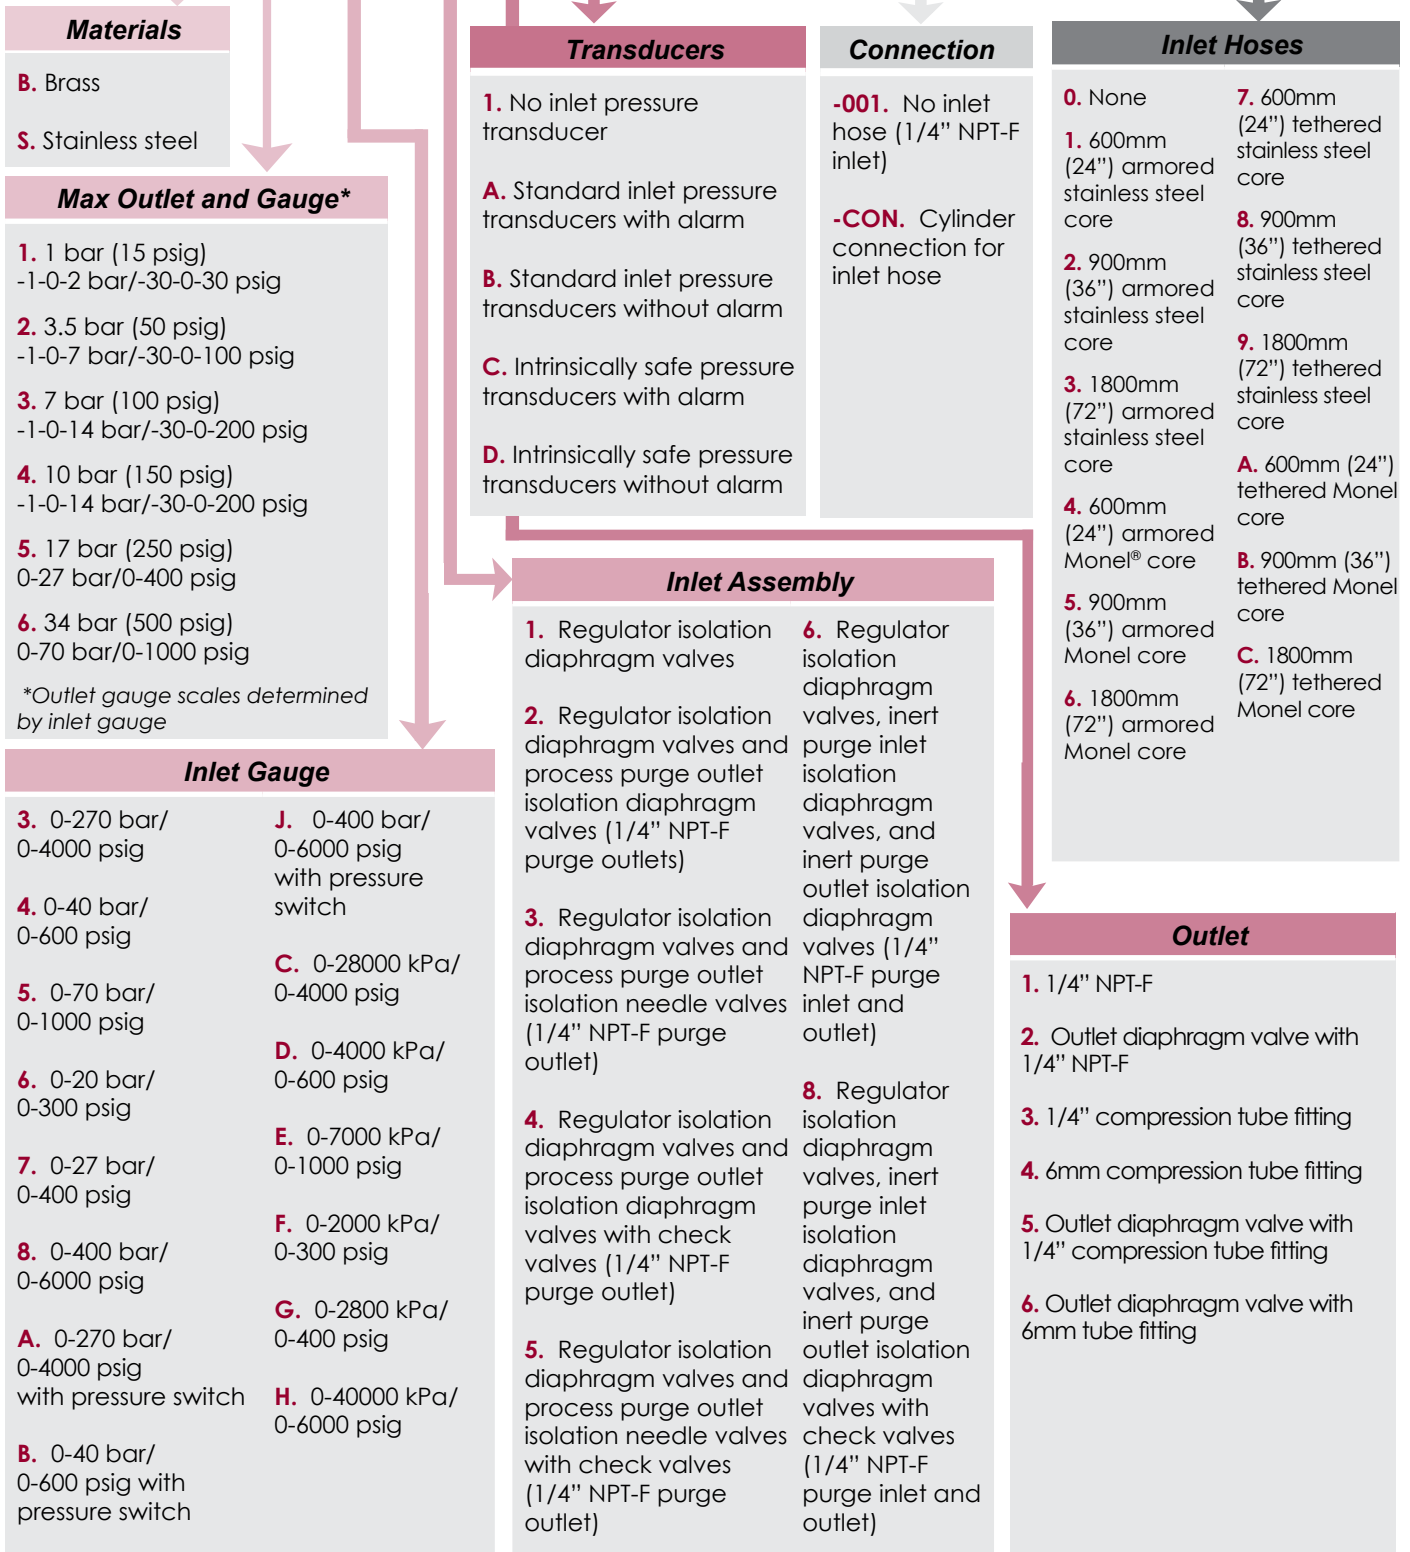 Materials
B. Brass
S. Stainless steel
Max Outlet and Gauge*
1. 1 bar (15 psig)
-1-0-2 bar/-30-0-30 psig
2. 3.5 bar (50 psig)
-1-0-7 bar/-30-0-100 psig
3. 7 bar (100 psig)
-1-0-14 bar/-30-0-200 psig
4. 10 bar (150 psig)
-1-0-14 bar/-30-0-200 psig
5. 17 bar (250 psig)
0-27 bar/0-400 psig
6. 34 bar (500 psig)
0-70 bar/0-1000 psig
*Outlet gauge scales determined
by inlet gauge
Inlet Gauge
3. 0-270 bar/
0-4000 psig
4. 0-40 bar/
0-600 psig
5. 0-70 bar/
0-1000 psig
6. 0-20 bar/
0-300 psig
7. 0-27 bar/
0-400 psig
8. 0-400 bar/
0-6000 psig
A. 0-270 bar/
0-4000 psig
with pressure switch
B. 0-40 bar/
0-600 psig with
pressure switch
J. 0-400 bar/
0-6000 psig
with pressure
switch
C. 0-28000 kPa/
0-4000 psig
D. 0-4000 kPa/
0-600 psig
E. 0-7000 kPa/
0-1000 psig
F. 0-2000 kPa/
0-300 psig
G. 0-2800 kPa/
0-400 psig
H. 0-40000 kPa/
0-6000 psig
Transducers
1. No inlet pressure
transducer
A. Standard inlet pressure
transducers with alarm
B. Standard inlet pressure
transducers without alarm
C. Intrinsically safe pressure
transducers with alarm
D. Intrinsically safe pressure
transducers without alarm
Connection
-001. No inlet
hose (1/4” NPT-F
inlet)
-CON. Cylinder
connection for
inlet hose
Inlet Hoses
0. None
1. 600mm
(24”) armored
stainless steel
core
2. 900mm
(36”) armored
stainless steel
core
3. 1800mm
(72”) armored
stainless steel
core
4. 600mm
(24”) armored
Monel® core
5. 900mm
(36”) armored
Monel core
6. 1800mm
(72”) armored
Monel core
7. 600mm
(24”) tethered
stainless steel
core
8. 900mm
(36”) tethered
stainless steel
core
9. 1800mm
(72”) tethered
stainless steel
core
A. 600mm (24”)
tethered Monel
core
B. 900mm (36”)
tethered Monel
core
C. 1800mm
(72”) tethered
Monel core
Inlet Assembly
1. Regulator isolation
diaphragm valves
2. Regulator isolation
diaphragm valves and
process purge outlet
isolation diaphragm
valves (1/4” NPT-F
purge outlets)
3. Regulator isolation
diaphragm valves and
process purge outlet
isolation needle valves
(1/4” NPT-F purge
outlet)
4. Regulator isolation
diaphragm valves and
process purge outlet
isolation diaphragm
valves with check
valves (1/4” NPT-F
purge outlet)
5. Regulator isolation
diaphragm valves and
process purge outlet
isolation needle valves
with check valves
(1/4” NPT-F purge
outlet)
6. Regulator
isolation
diaphragm
valves, inert
purge inlet
isolation
diaphragm
valves, and
inert purge
outlet isolation
diaphragm
valves (1/4”
NPT-F purge
inlet and
outlet)
8. Regulator
isolation
diaphragm
valves, inert
purge inlet
isolation
diaphragm
valves, and
inert purge
outlet isolation
diaphragm
valves with
check valves
(1/4” NPT-F
purge inlet and
outlet)
Outlet
1. 1/4” NPT-F
2. Outlet diaphragm valve with
1/4” NPT-F
3. 1/4” compression tube fitting
4. 6mm compression tube fitting
5. Outlet diaphragm valve with
1/4” compression tube fitting
6. Outlet diaphragm valve with
6mm tube fitting